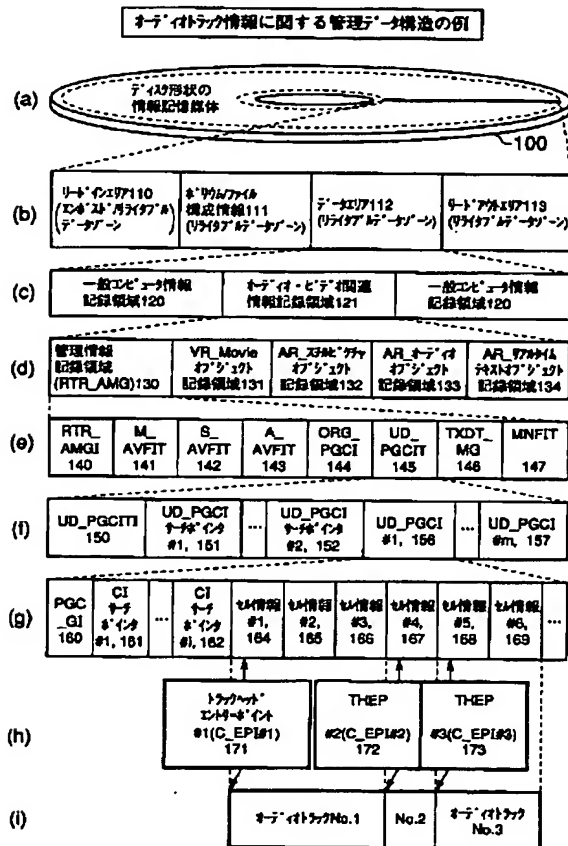 オーディオトラック情報に関する管理データ構造の例
(a)
ディスク形状の
情報記憶媒体
100
(b)
リードインエリア110
(エンボスド/リライタブル)
データゾーン
ボリウム/ファイル
構成情報111
(リライタブルデータゾーン)
データエリア112
(リライタブルデータゾーン)
リードアウトエリア113
(リライタブルデータゾーン)
(c)
一般コンピュータ情報
記録領域120
オーディオ・ビデオ関連
情報記録領域121
一般コンピュータ情報
記録領域120
(d)
管理情報
記録領域
(RTR_AMG)130
VR_Movie
オブジェクト
記録領域131
AR_スチルピクチャ
オブジェクト
記録領域132
AR_オーディオ
オブジェクト
記録領域133
AR_リアルタイム
テキストオブジェクト
記録領域134
(e)
RTR_
AMGI
140
M_
AVFIT
141
S_
AVFIT
142
A_
AVFIT
143
ORG_
PGCI
144
UD_
PGCIT
145
TXDT_
MG
146
MNFIT
147
(f)
UD_PGCITI
150
UD_PGCI
サーチポインタ
#1, 151
…
UD_PGCI
サーチポインタ
#2, 152
UD_PGCI
#1, 156
…
UD_PGCI
#m, 157
(g)
PGC
_GI
160
CI
サーチ
ポインタ
#1, 161
…
CI
サーチ
ポインタ
#i, 162
セル情報
#1,
164
セル情報
#2,
165
セル情報
#3,
166
セル情報
#4,
167
セル情報
#5,
168
セル情報
#6,
169
…
(h)
トラックヘッド
エントリーポイント
#1(C_EPI#1)
171
THEP
#2(C_EPI#2)
172
THEP
#3(C_EPI#3)
173
(i)
オーディオトラックNo.1
No.2
オーディオトラック
No.3